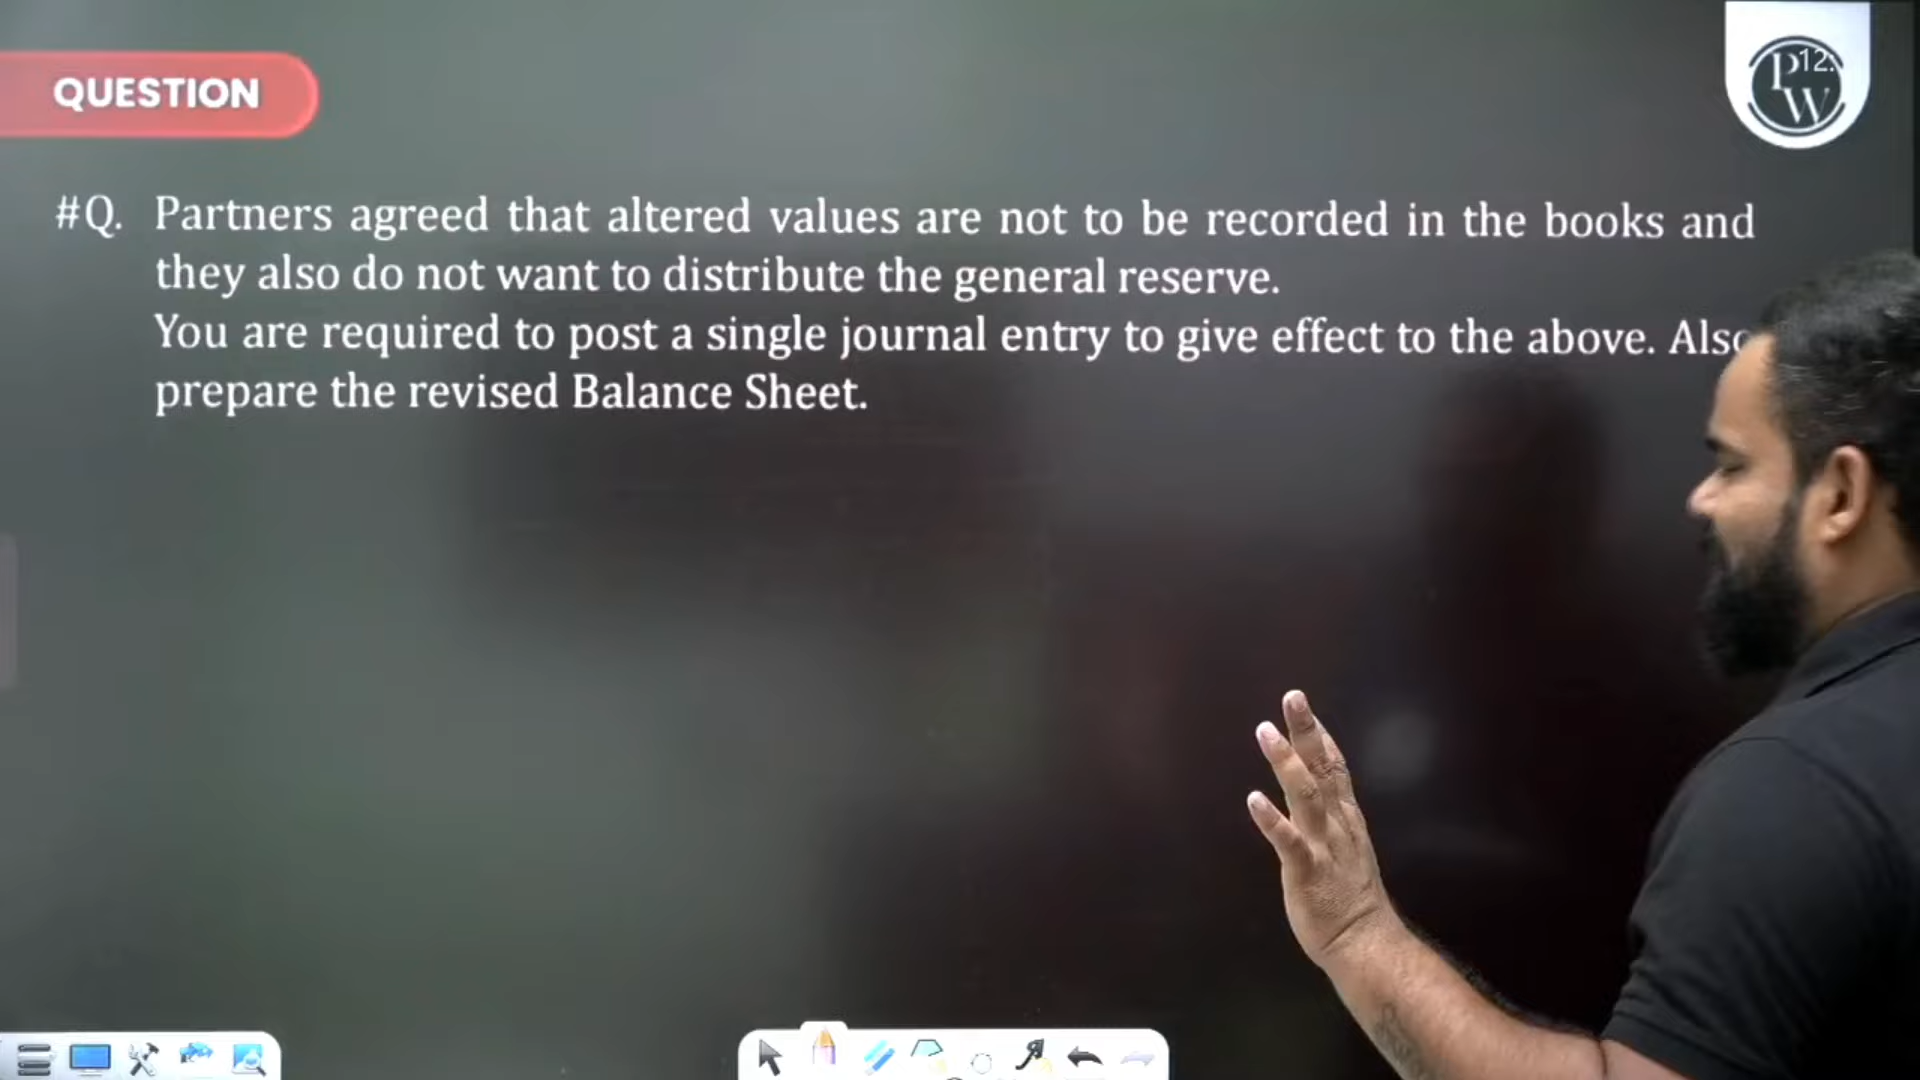 QUESTION
P12.
W
#Q. Partners agreed that altered values are not to be recorded in the books and
they also do not want to distribute the general reserve.
You are required to post a single journal entry to give effect to the above. Also
prepare the revised Balance Sheet.